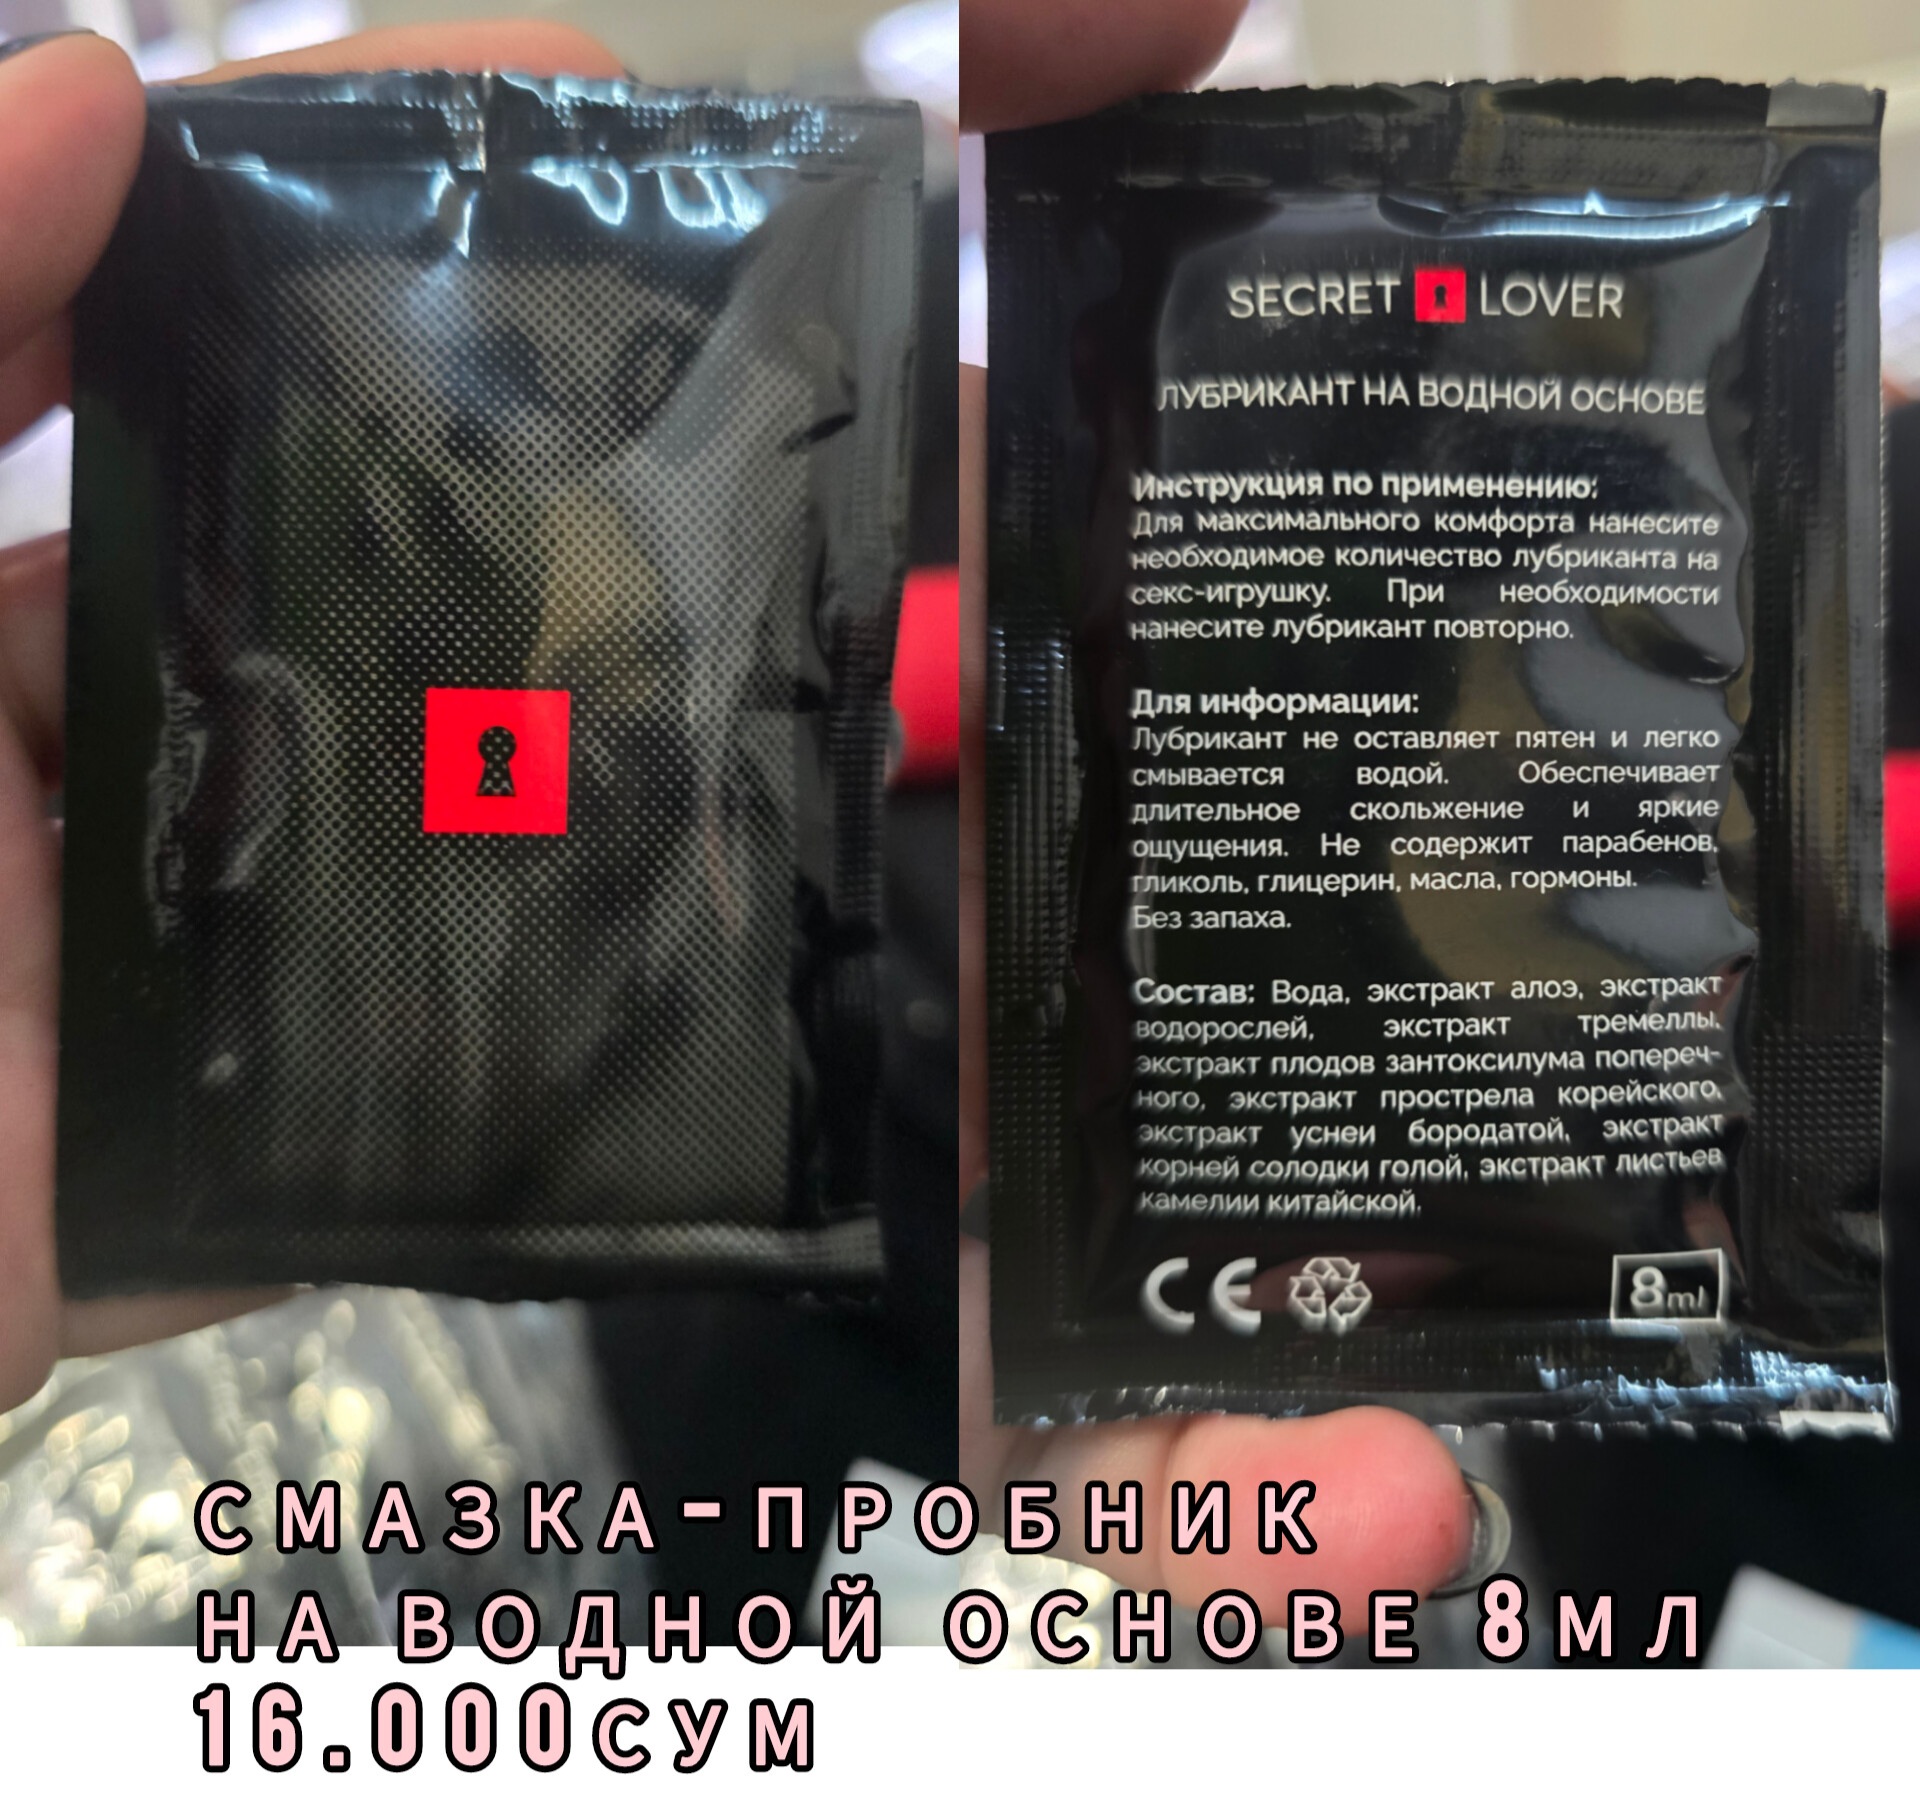 SECRET LOVER
ЛУБРИКАНТ НА ВОДНОЙ ОСНОВЕ
Инструкция по применению:
Для максимального комфорта нанесите
необходимое количество лубриканта на
секс-игрушку. При необходимости
нанесите лубрикант повторно.
Для информации:
Лубрикант не оставляет пятен и легко
смывается водой. Обеспечивает
длительное скольжение и яркие
ощущения. Не содержит парабенов,
гликоль, глицерин, масла, гормоны.
Без запаха.
Состав: Вода, экстракт алоэ, экстракт
водорослей, экстракт тремеллы,
экстракт плодов зантоксилума попереч-
ного, экстракт прострела корейского,
экстракт уснеи бородатой, экстракт
корней солодки голой, экстракт листьев
камелии китайской.
CE
8ml
СМАЗКА-ПРОБНИК
НА ВОДНОЙ ОСНОВЕ 8МЛ
16.000СУМ